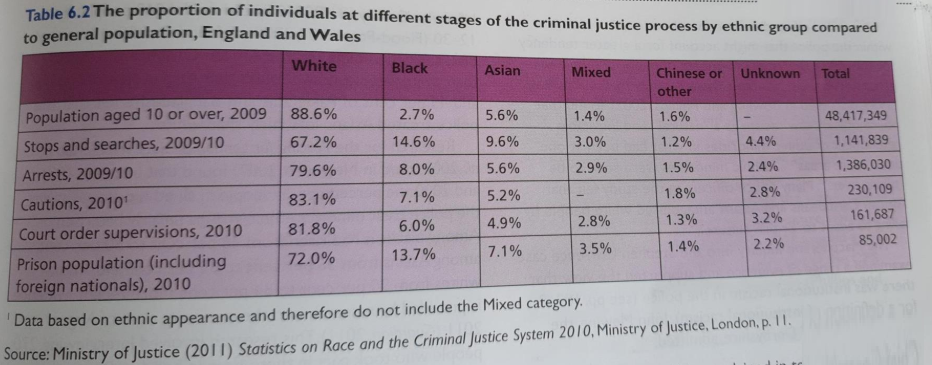 Table 6.2 The proportion of individuals at different stages of the criminal justice process by ethnic group compared
to general population, England and Wales
White Black Asian Mixed Chinese or other Unknown Total
Population aged 10 or over, 2009 88.6% 2.7% 5.6% 1.4% 1.6% – 48,417,349
Stops and searches, 2009/10 67.2% 14.6% 9.6% 3.0% 1.2% 4.4% 1,141,839
Arrests, 2009/10 79.6% 8.0% 5.6% 2.9% 1.5% 2.4% 1,386,030
Cautions, 2010¹ 83.1% 7.1% 5.2% – 1.8% 2.8% 230,109
Court order supervisions, 2010 81.8% 6.0% 4.9% 2.8% 1.3% 3.2% 161,687
Prison population (including 72.0% 13.7% 7.1% 3.5% 1.4% 2.2% 85,002
foreign nationals), 2010
¹ Data based on ethnic appearance and therefore do not include the Mixed category.
Source: Ministry of Justice (2011) Statistics on Race and the Criminal Justice System 2010, Ministry of Justice, London, p. 11.